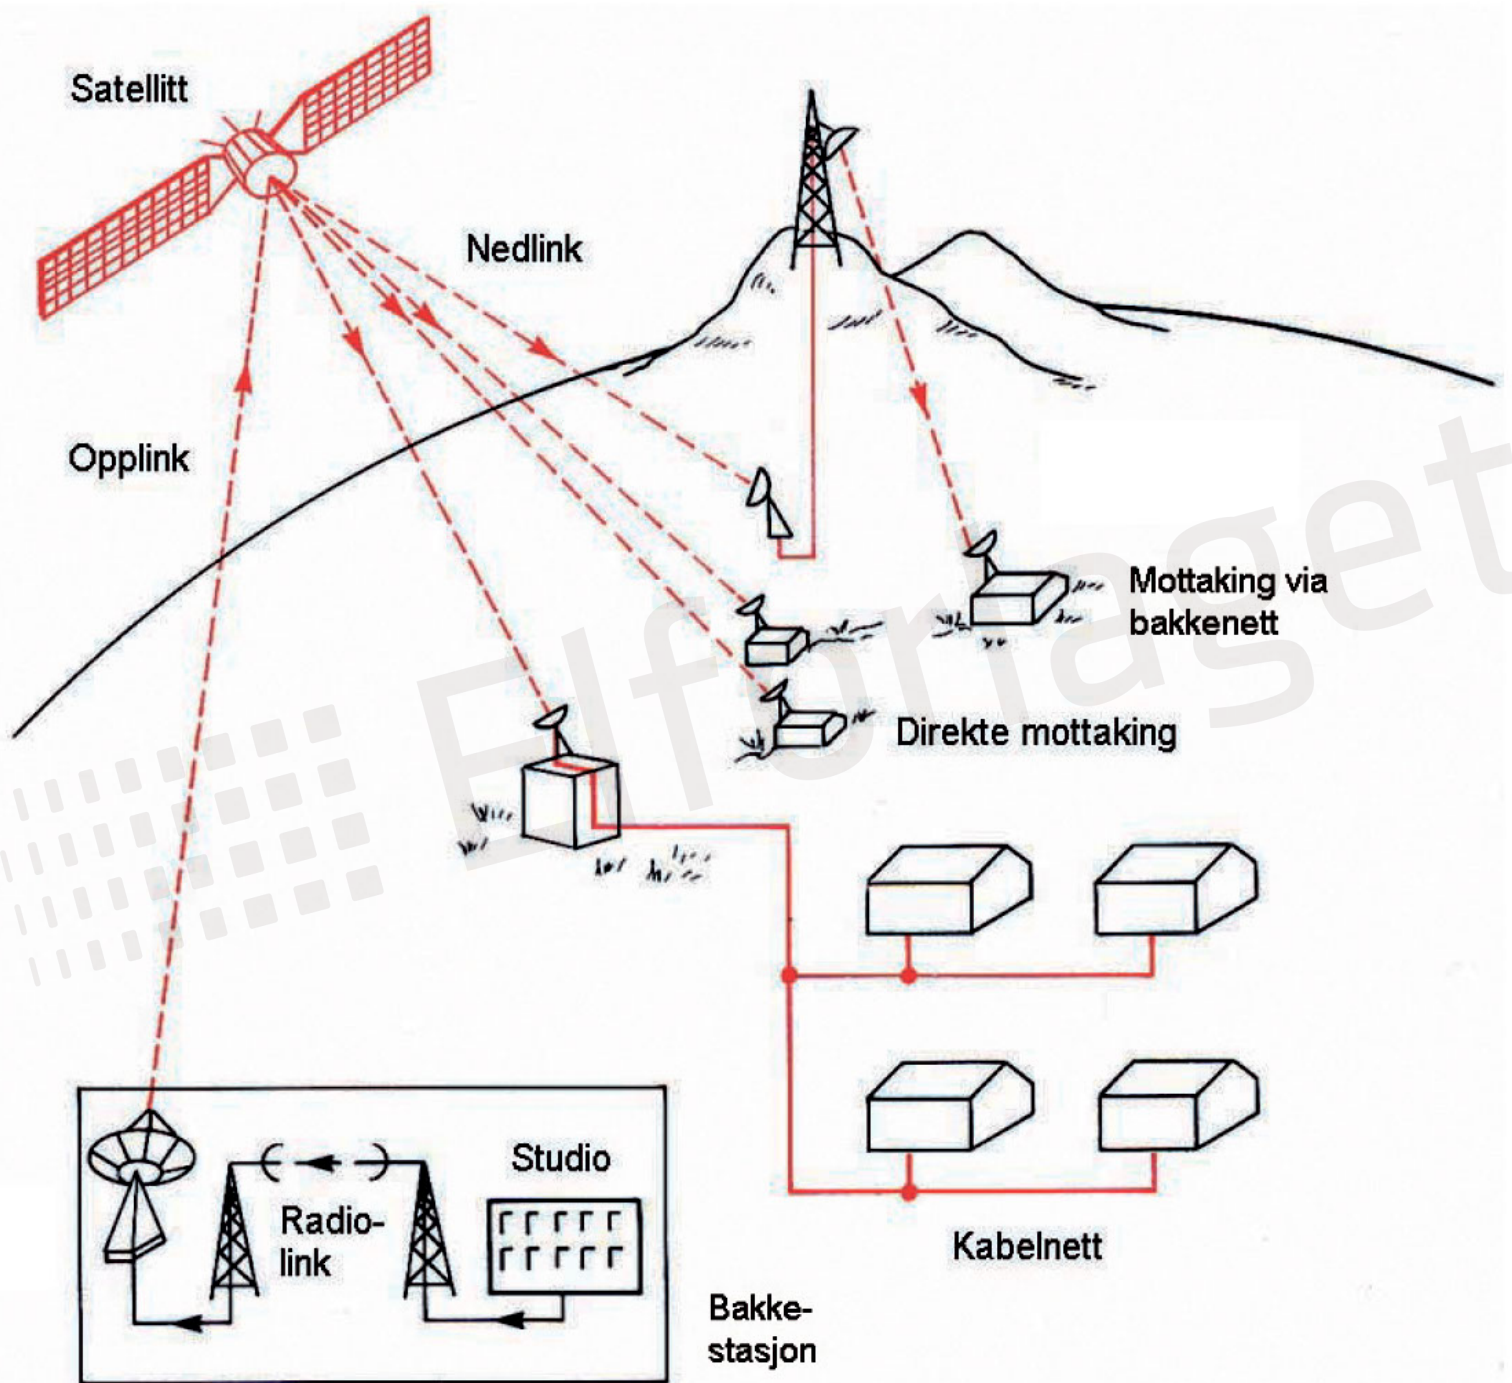 Satellitt
Nedlink
Opplink
Mottaking via
bakkenett
Direkte mottaking
Elforlaget
Studio
Radio-
link
Kabelnett
Bakke-
stasjon